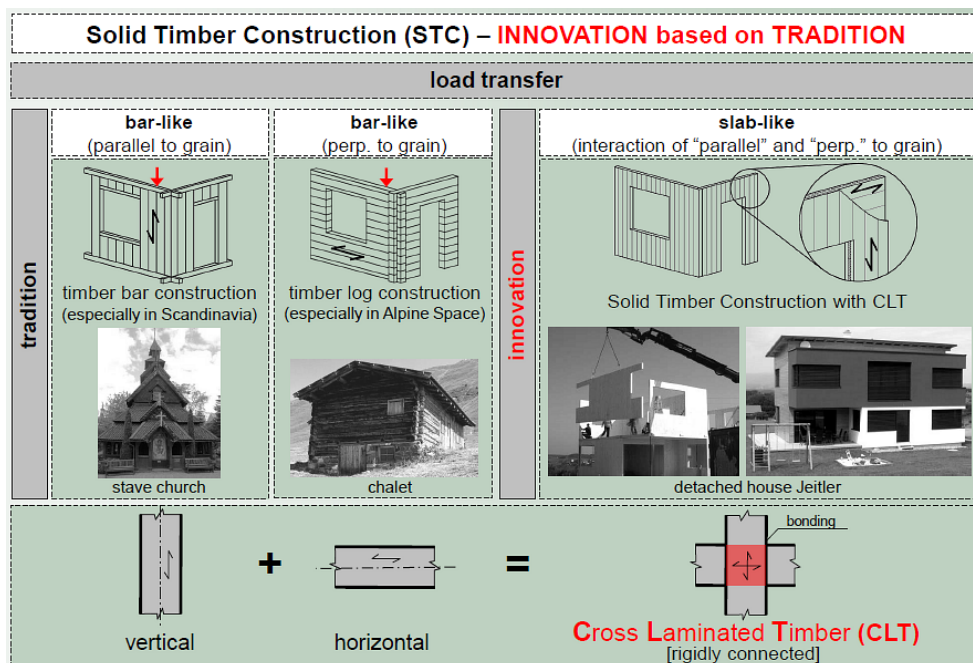 Solid Timber Construction (STC) – INNOVATION based on TRADITION
load transfer
tradition
bar-like
(parallel to grain)
timber bar construction
(especially in Scandinavia)
stave church
bar-like
(perp. to grain)
timber log construction
(especially in Alpine Space)
chalet
innovation
slab-like
(interaction of “parallel” and “perp.” to grain)
Solid Timber Construction with CLT
detached house Jeitler
vertical
+
horizontal
=
bonding
Cross Laminated Timber (CLT)
[rigidly connected]